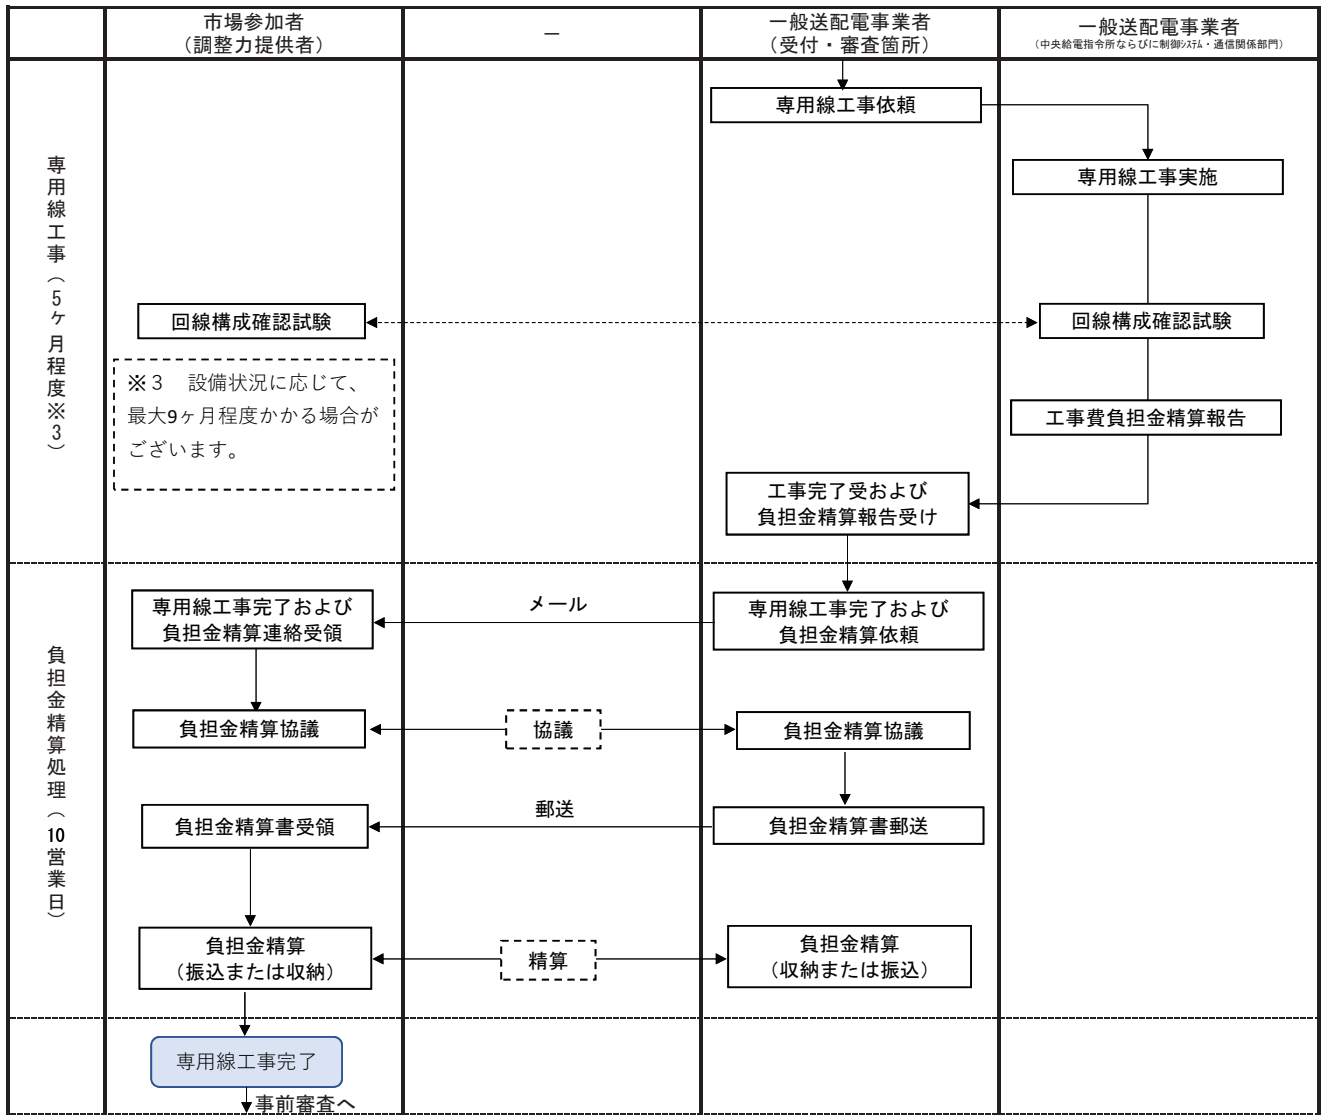 市場参加者
（調整力提供者）
－
一般送配電事業者
（受付・審査箇所）
一般送配電事業者
（中央給電指令所ならびに制御ｼｽﾃﾑ・通信関係部門）
専用線工事（5ヶ月程度※3）
専用線工事依頼
専用線工事実施
回線構成確認試験
回線構成確認試験
※３　設備状況に応じて、
最大9ヶ月程度かかる場合が
ございます。
工事費負担金精算報告
工事完了受および
負担金精算報告受け
負担金精算処理（10営業日）
専用線工事完了および
負担金精算連絡受領
メール
専用線工事完了および
負担金精算依頼
負担金精算協議
協議
負担金精算協議
負担金精算書受領
郵送
負担金精算書郵送
負担金精算
（振込または収納）
精算
負担金精算
（収納または振込）
専用線工事完了
事前審査へ